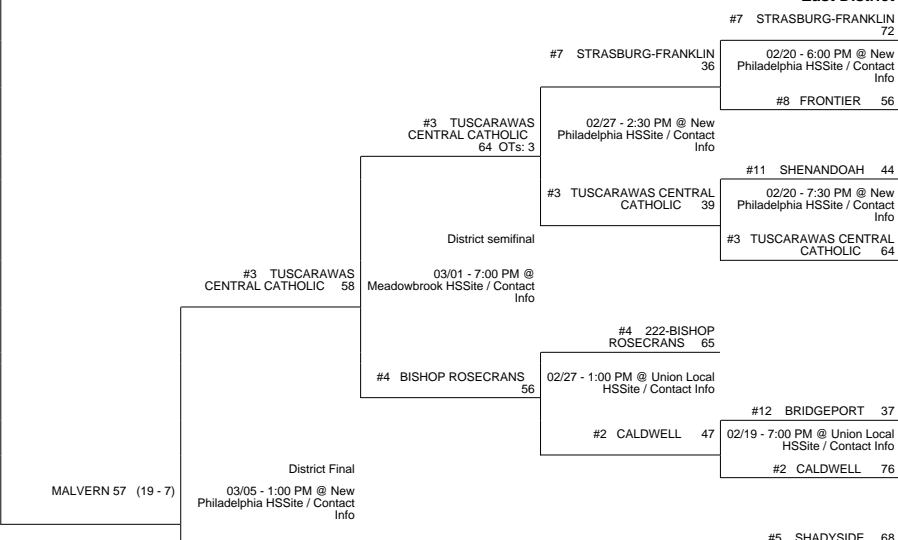 East District
#7 STRASBURG-FRANKLIN
72
#7 STRASBURG-FRANKLIN
36
02/20 - 6:00 PM @ New
Philadelphia HSSite / Contact
Info
#8 FRONTIER 56
#3 TUSCARAWAS
CENTRAL CATHOLIC
64 OTs: 3
02/27 - 2:30 PM @ New
Philadelphia HSSite / Contact
Info
#11 SHENANDOAH 44
#3 TUSCARAWAS CENTRAL
CATHOLIC 39
02/20 - 7:30 PM @ New
Philadelphia HSSite / Contact
Info
#3 TUSCARAWAS CENTRAL
CATHOLIC 64
District semifinal
#3 TUSCARAWAS
CENTRAL CATHOLIC 58
03/01 - 7:00 PM @
Meadowbrook HSSite / Contact
Info
#4 222-BISHOP
ROSECRANS 65
#4 BISHOP ROSECRANS
56
02/27 - 1:00 PM @ Union Local
HSSite / Contact Info
#12 BRIDGEPORT 37
#2 CALDWELL 47
02/19 - 7:00 PM @ Union Local
HSSite / Contact Info
#2 CALDWELL 76
District Final
MALVERN 57 (19 - 7)
03/05 - 1:00 PM @ New
Philadelphia HSSite / Contact
Info
#5 SHADYSIDE 68